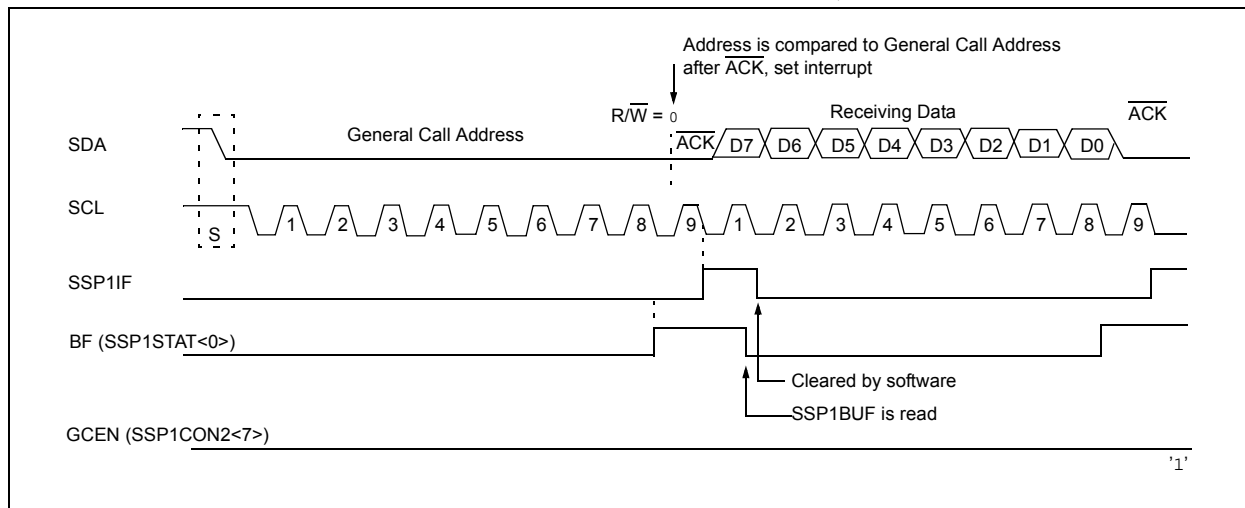 Address is compared to General Call Address
after ACK, set interrupt
R/W = 0
General Call Address
Receiving Data
ACK
SDA
ACK
D7 D6 D5 D4 D3 D2 D1 D0
SCL
S
1 2 3 4 5 6 7 8 9 1 2 3 4 5 6 7 8 9
SSP1IF
BF (SSP1STAT<0>)
Cleared by software
SSP1BUF is read
GCEN (SSP1CON2<7>)
'1'